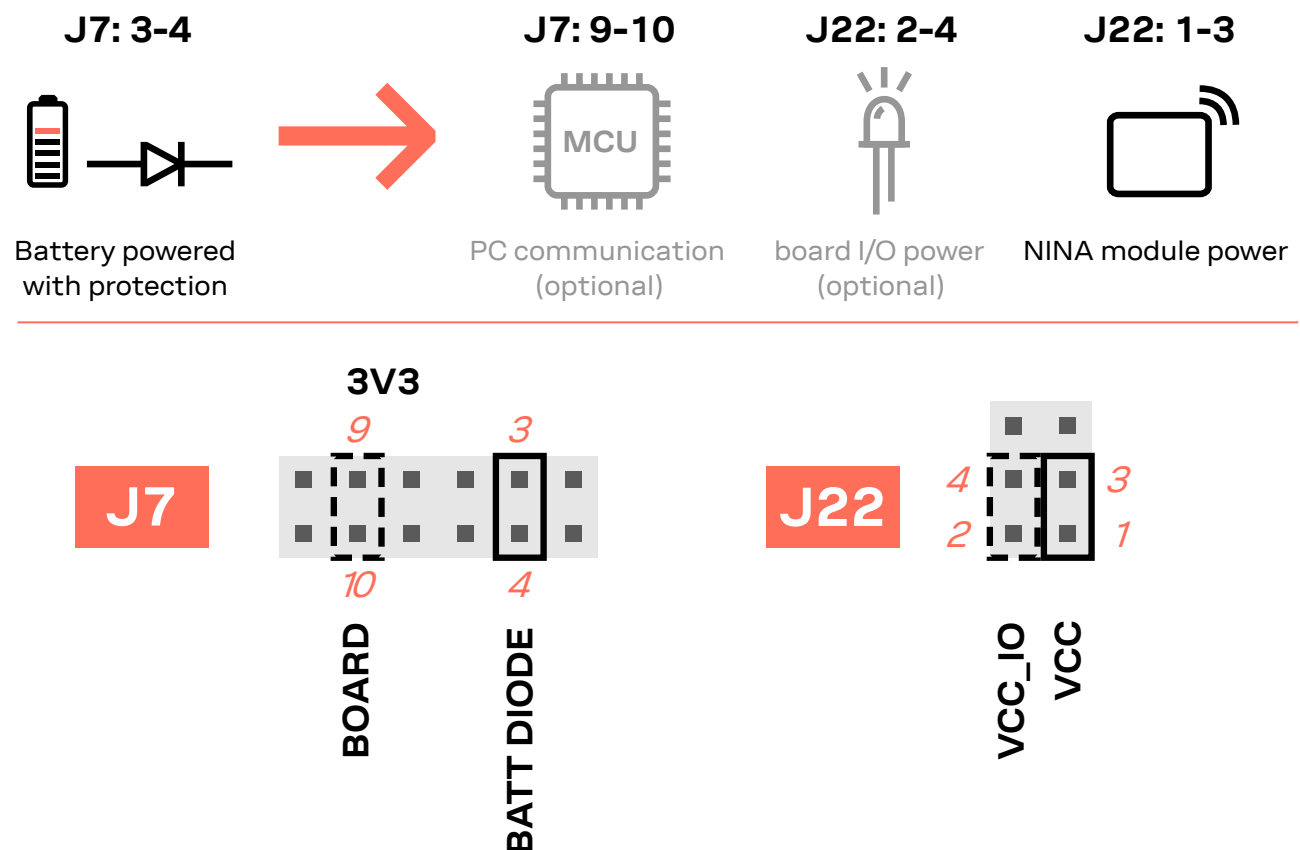 J7: 3-4
J7: 9-10
J22: 2-4
J22: 1-3
MCU
Battery powered
with protection
PC communication
(optional)
board I/O power
(optional)
NINA module power
3V3
9
3
J7
10
4
BOARD
BATT DIODE
J22
4
3
2
1
VCC_IO
VCC